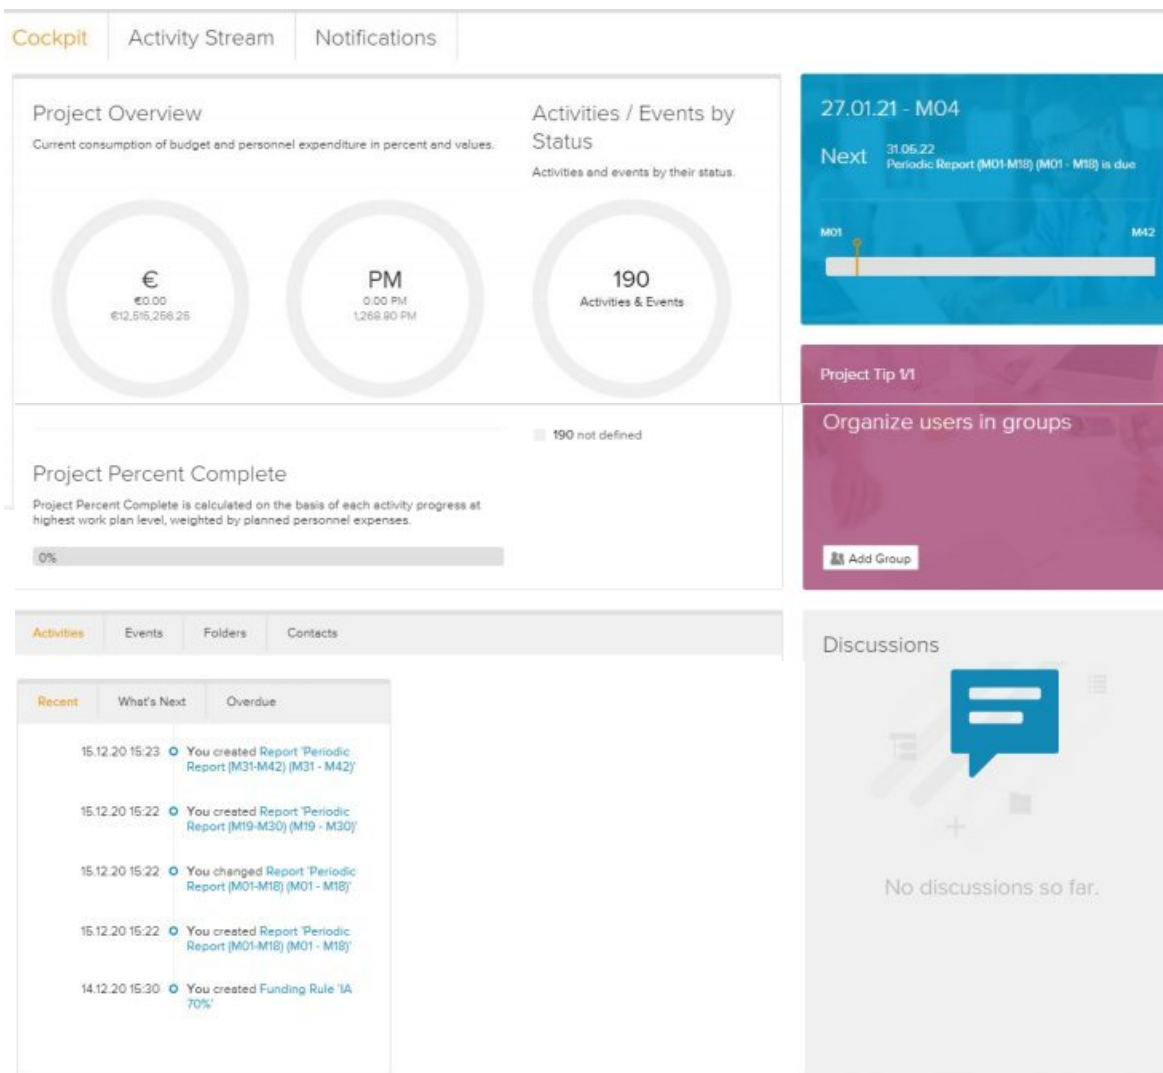 Cockpit
Activity Stream
Notifications
Project Overview
Current consumption of budget and personnel expenditure in percent and values.
€
€0.00
€12,515,256.25
PM
0.00 PM
1,268.80 PM
Activities / Events by
Status
Activities and events by their status.
190
Activities & Events
190 not defined
Project Percent Complete
Project Percent Complete is calculated on the basis of each activity progress at
highest work plan level, weighted by planned personnel expenses.
0%
27.01.21 - M04
Next
31.05.22
Periodic Report (M01-M18) (M01 - M18) is due
M01
M42
Project Tip 1/1
Organize users in groups
Add Group
Activities
Events
Folders
Contacts
Recent
What's Next
Overdue
15.12.20 15:23 You created Report 'Periodic
Report (M31-M42) (M31 - M42)'
15.12.20 15:22 You created Report 'Periodic
Report (M19-M30) (M19 - M30)'
15.12.20 15:22 You changed Report 'Periodic
Report (M01-M18) (M01 - M18)'
15.12.20 15:22 You created Report 'Periodic
Report (M01-M18) (M01 - M18)'
14.12.20 15:30 You created Funding Rule 'IA
70%'
Discussions
No discussions so far.